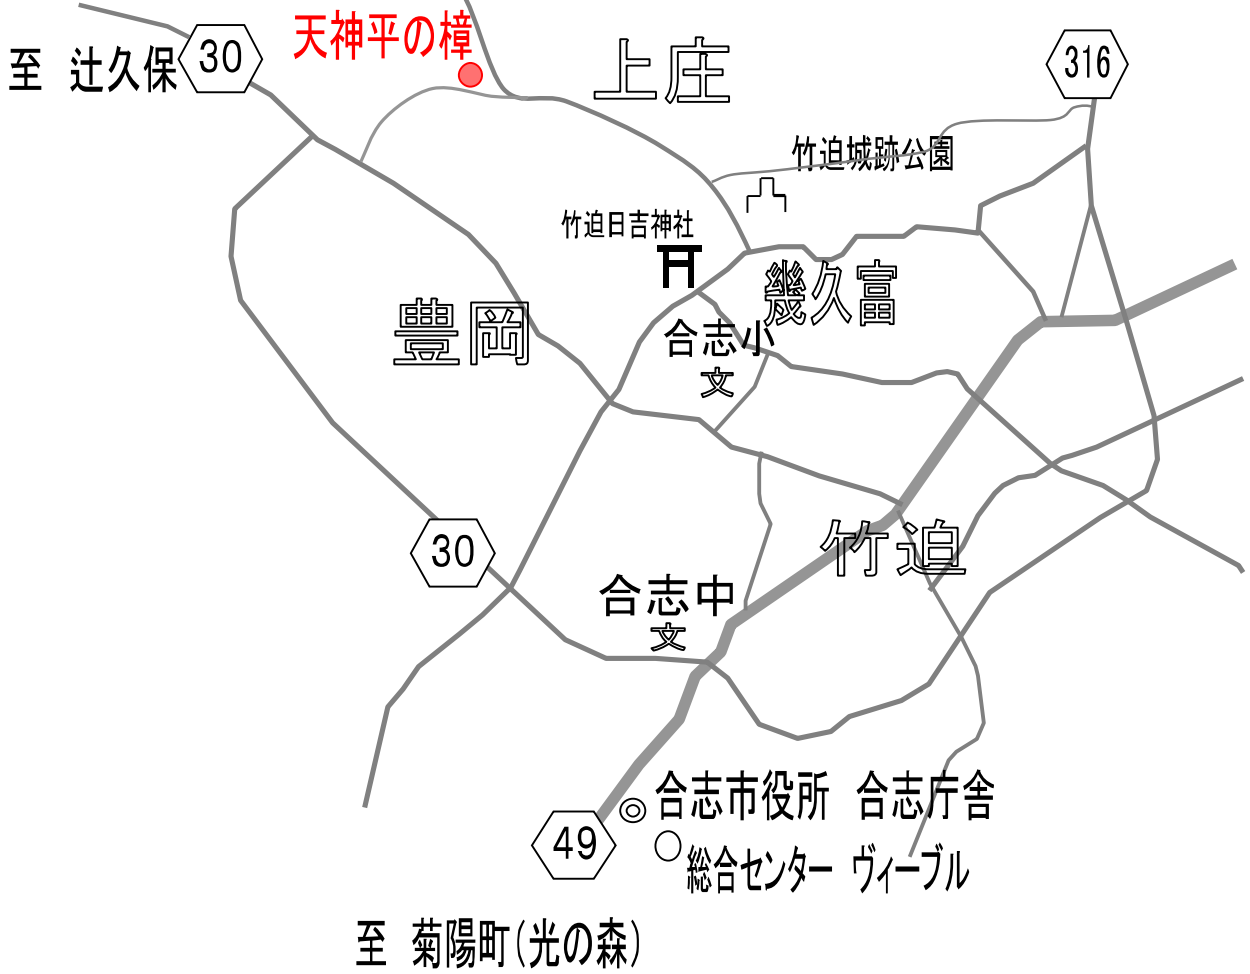 天神平の樟
30
至 辻久保
上庄
316
竹迫城跡公園
竹迫日吉神社
幾久富
豊岡
合志小
文
竹迫
30
合志中
文
合志市役所 合志庁舎
49
総合センター ヴィーブル
至 菊陽町(光の森)